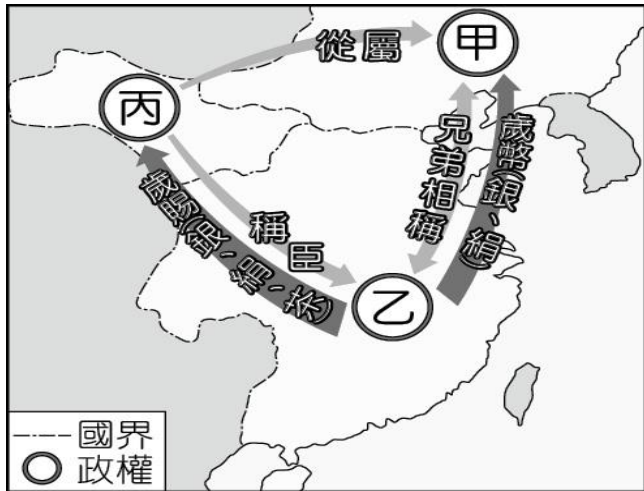 甲
從屬
丙
兄弟相稱
歲幣(銀、絹)
稱臣
歲賜(銀、絹、茶)
乙
國界
政權